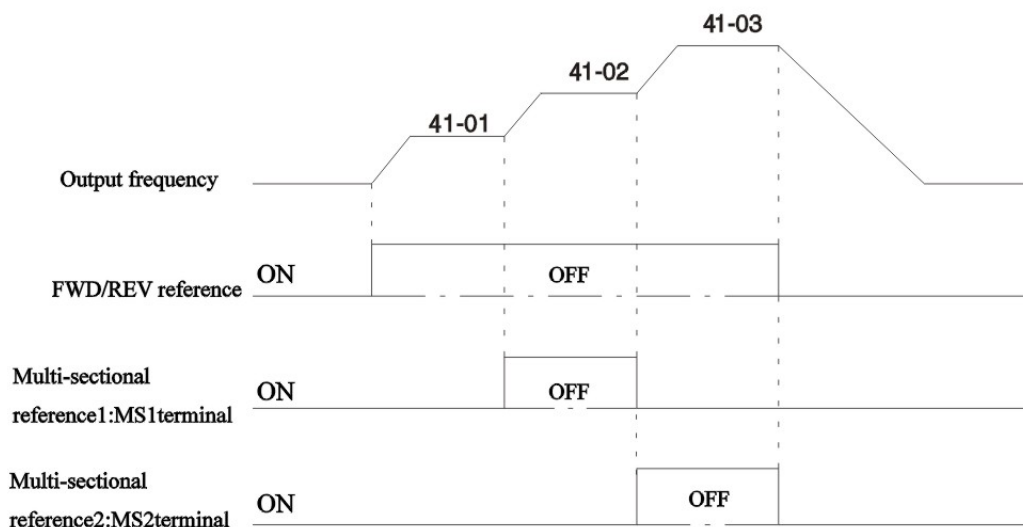 41-03
41-02
41-01
Output frequency
ON
OFF
FWD/REV reference
Multi-sectional
ON
OFF
reference1:MS1terminal
Multi-sectional
ON
OFF
reference2:MS2terminal